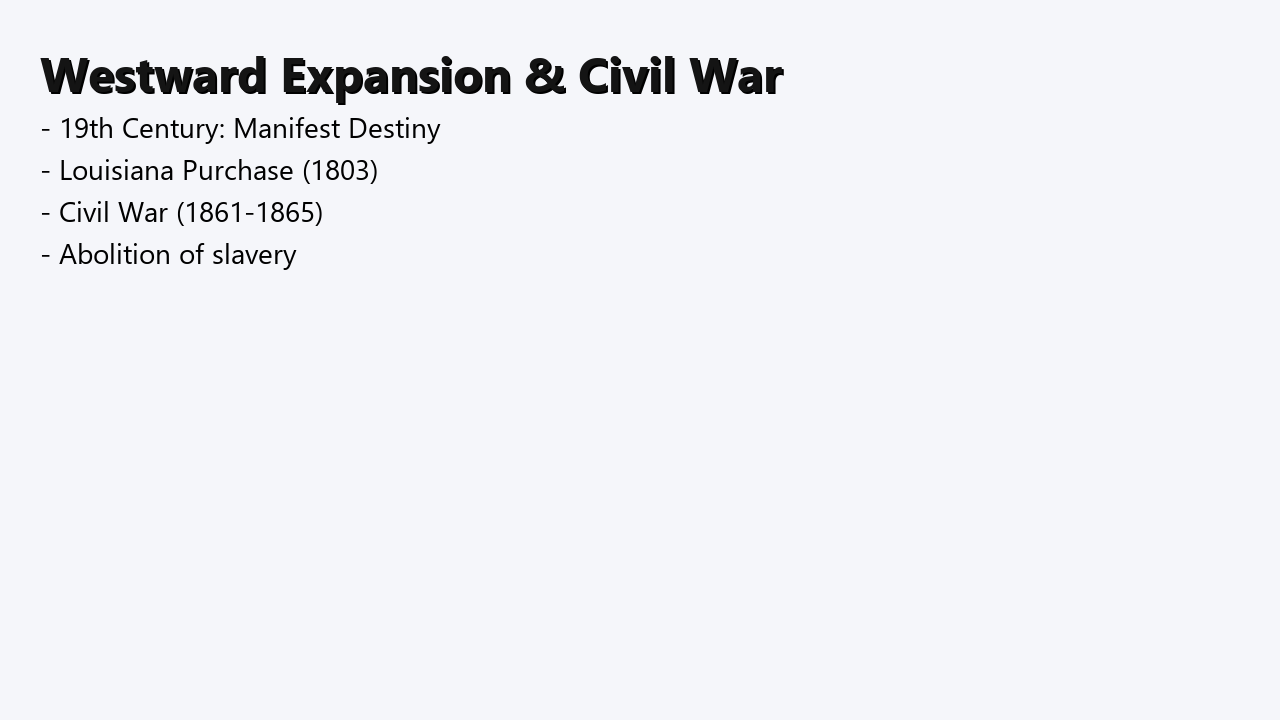 Westward Expansion & Civil War
- 19th Century: Manifest Destiny
- Louisiana Purchase (1803)
- Civil War (1861-1865)
- Abolition of slavery